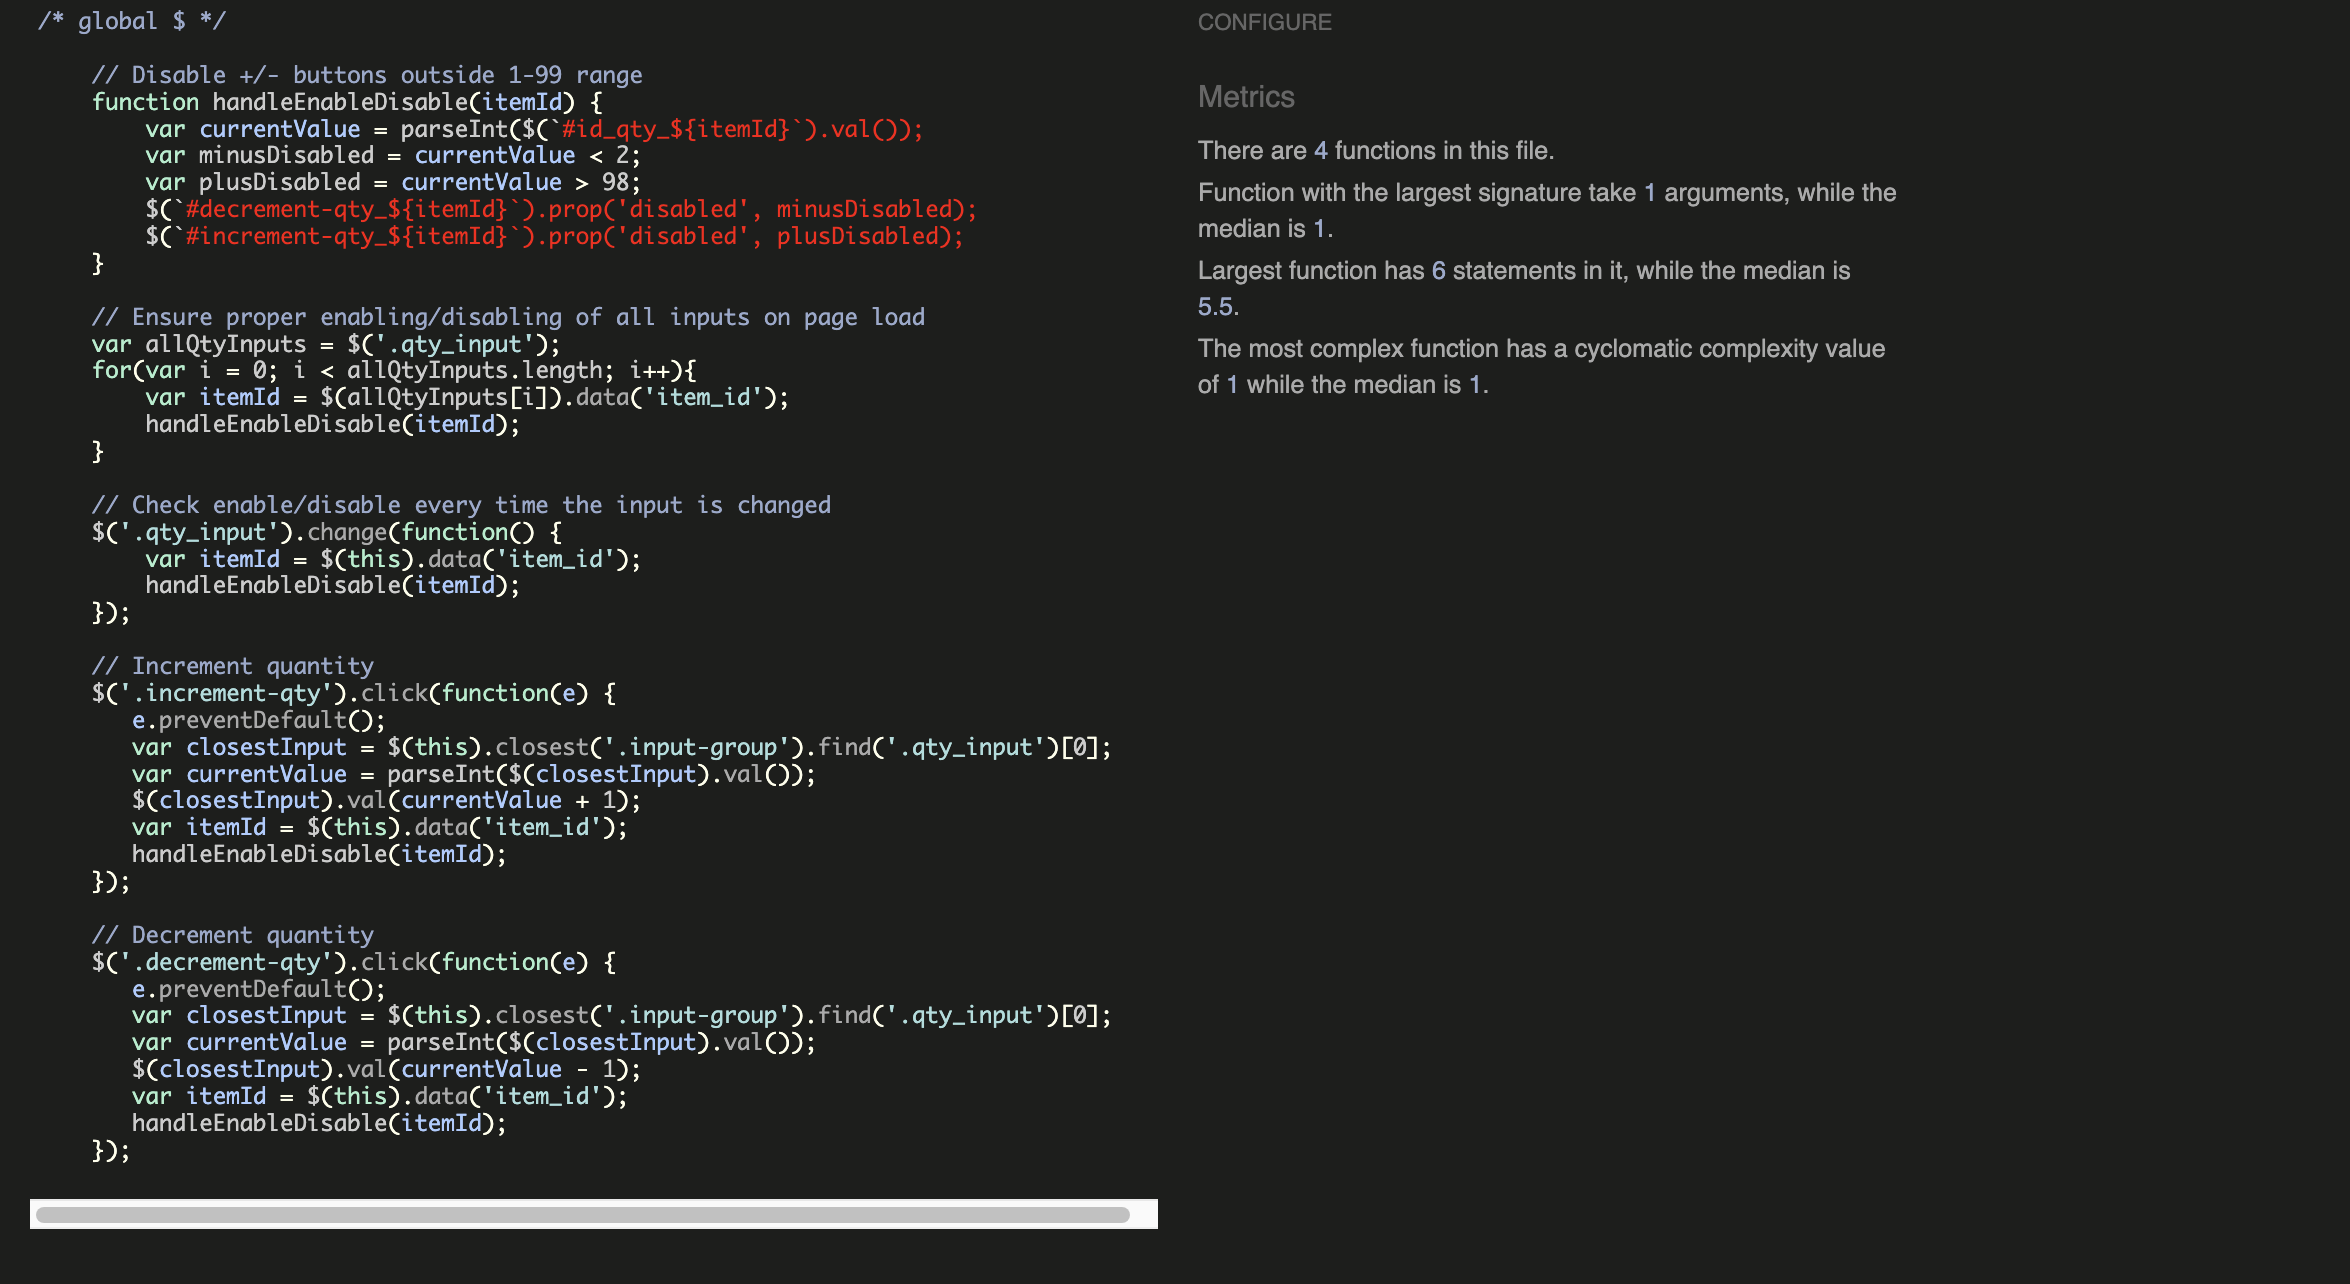 /* global $ */
// Disable +/- buttons outside 1-99 range
function handleEnableDisable(itemId) {
var currentValue = parseInt($(`#id_qty_${itemId}`).val());
var minusDisabled = currentValue < 2;
var plusDisabled = currentValue > 98;
$(`#decrement-qty_${itemId}`).prop('disabled', minusDisabled);
$(`#increment-qty_${itemId}`).prop('disabled', plusDisabled);
}
// Ensure proper enabling/disabling of all inputs on page load
var allQtyInputs = $('.qty_input');
for(var i = 0; i < allQtyInputs.length; i++){
var itemId = $(allQtyInputs[i]).data('item_id');
handleEnableDisable(itemId);
}
// Check enable/disable every time the input is changed
$('.qty_input').change(function() {
var itemId = $(this).data('item_id');
handleEnableDisable(itemId);
});
// Increment quantity
$('.increment-qty').click(function(e) {
e.preventDefault();
var closestInput = $(this).closest('.input-group').find('.qty_input')[0];
var currentValue = parseInt($(closestInput).val());
$(closestInput).val(currentValue + 1);
var itemId = $(this).data('item_id');
handleEnableDisable(itemId);
});
// Decrement quantity
$('.decrement-qty').click(function(e) {
e.preventDefault();
var closestInput = $(this).closest('.input-group').find('.qty_input')[0];
var currentValue = parseInt($(closestInput).val());
$(closestInput).val(currentValue - 1);
var itemId = $(this).data('item_id');
handleEnableDisable(itemId);
});
CONFIGURE
Metrics
There are 4 functions in this file.
Function with the largest signature take 1 arguments, while the
median is 1.
Largest function has 6 statements in it, while the median is
5.5.
The most complex function has a cyclomatic complexity value
of 1 while the median is 1.